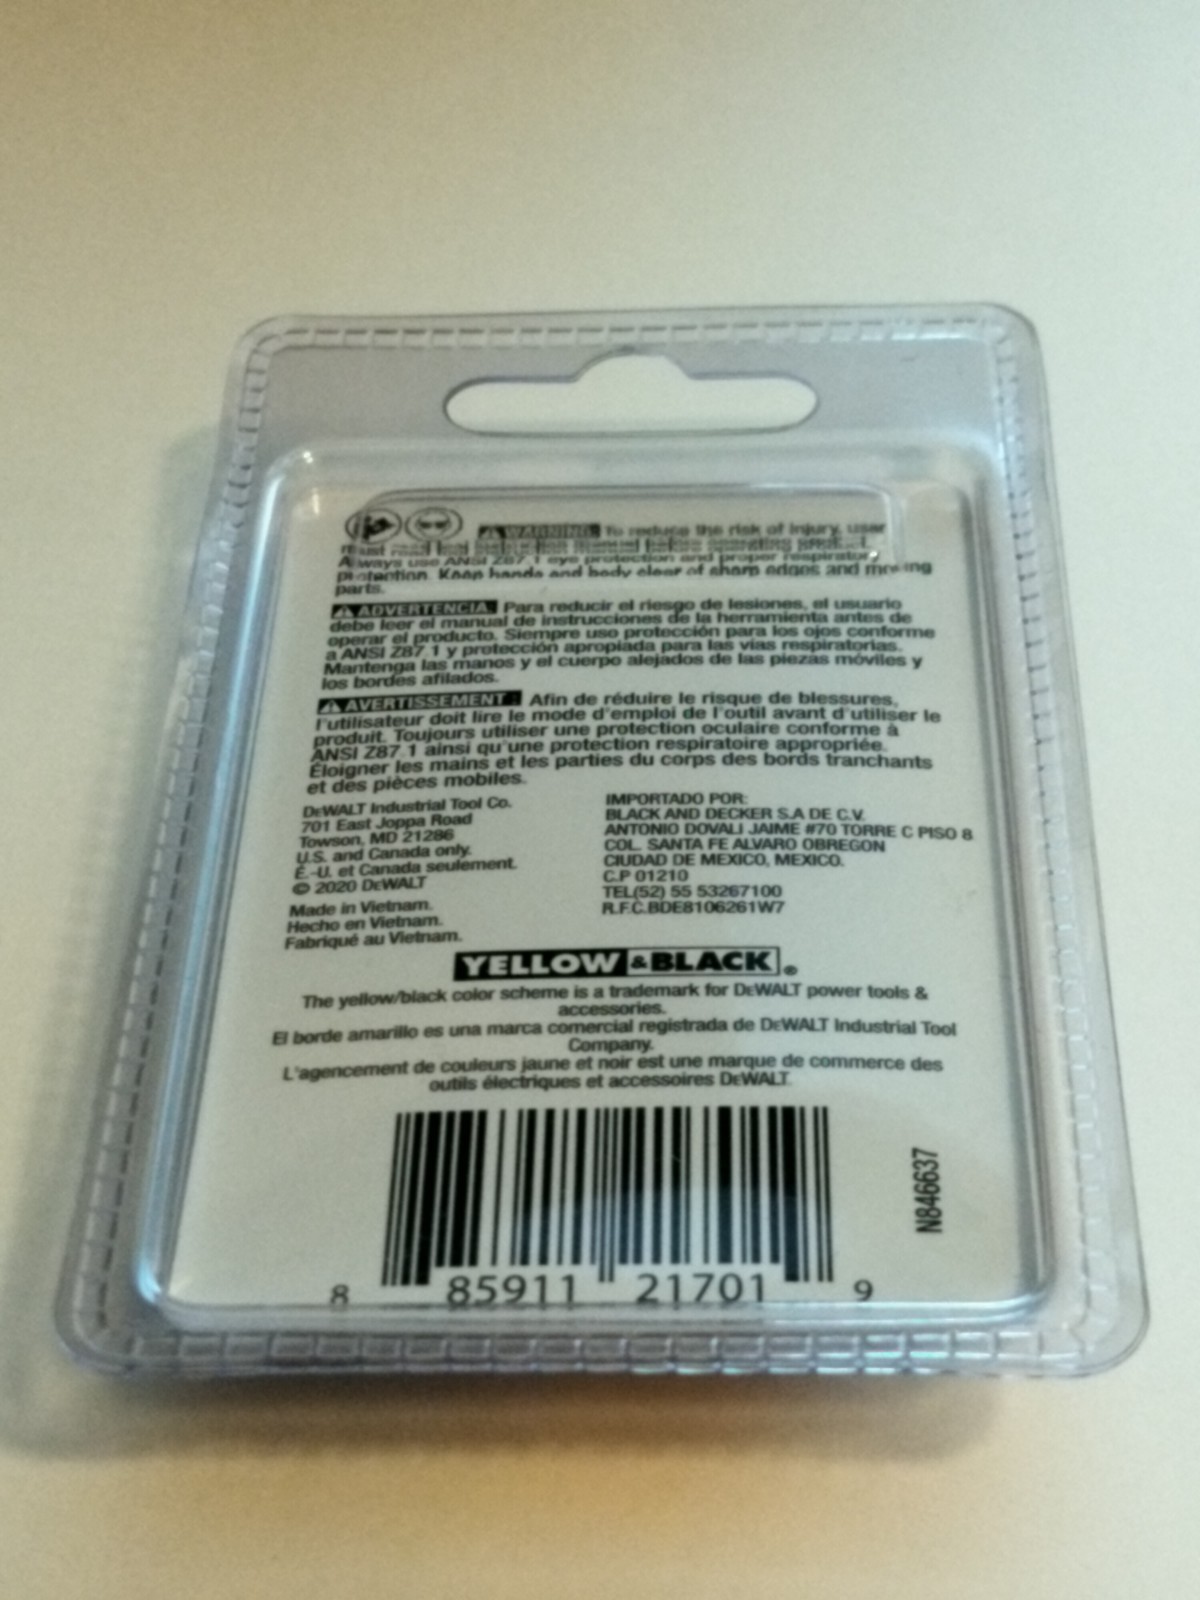 ⚠ WARNING: To reduce the risk of injury, user
must read instruction manual before operating product.
Always use ANSI Z87.1 eye protection and proper respiratory
protection. Keep hands and body clear of sharp edges and moving
parts.
⚠ ADVERTENCIA: Para reducir el riesgo de lesiones, el usuario
debe leer el manual de instrucciones de la herramienta antes de
operar el producto. Siempre uso protección para los ojos conforme
a ANSI Z87.1 y protección apropiada para las vías respiratorias.
Mantenga las manos y el cuerpo alejados de las piezas móviles y
los bordes afilados.
⚠ AVERTISSEMENT : Afin de réduire le risque de blessures,
l'utilisateur doit lire le mode d'emploi de l'outil avant d'utiliser le
produit. Toujours utiliser une protection oculaire conforme à
ANSI Z87.1 ainsi qu'une protection respiratoire appropriée.
Éloigner les mains et les parties du corps des bords tranchants
et des pièces mobiles.
DEWALT Industrial Tool Co.
701 East Joppa Road
Towson, MD 21286
U.S. and Canada only.
É.-U. et Canada seulement.
© 2020 DEWALT
Made in Vietnam.
Hecho en Vietnam.
Fabriqué au Vietnam.
IMPORTADO POR:
BLACK AND DECKER S.A DE C.V.
ANTONIO DOVALI JAIME #70 TORRE C PISO 8
COL. SANTA FE ALVARO OBREGON
CIUDAD DE MEXICO, MEXICO.
C.P 01210
TEL(52) 55 53267100
R.F.C.BDE8106261W7
YELLOW & BLACK®
The yellow/black color scheme is a trademark for DEWALT power tools &
accessories.
El borde amarillo es una marca comercial registrada de DEWALT Industrial Tool
Company.
L'agencement de couleurs jaune et noir est une marque de commerce des
outils électriques et accessoires DEWALT.
N846637
8 85911 21701 9